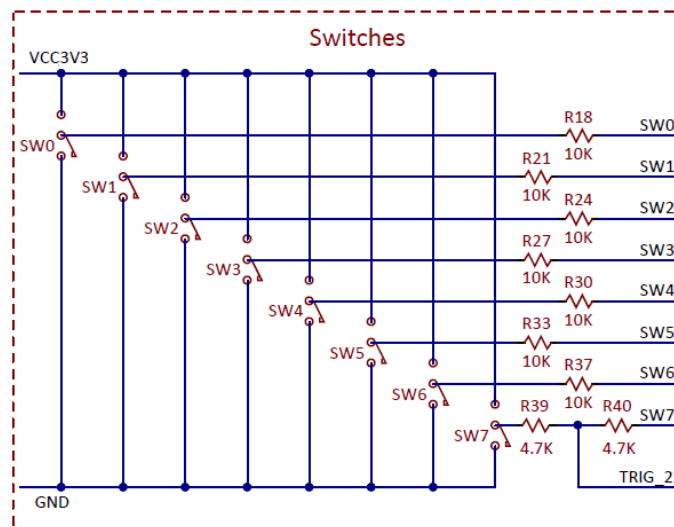 Switches
VCC3V3
R18
SW0
SW0
10K
R21
SW1
SW1
10K
R24
SW2
SW2
10K
R27
SW3
SW3
10K
R30
SW4
SW4
10K
R33
SW5
SW5
10K
R37
SW6
SW6
10K
R39
R40
SW7
SW7
4.7K
4.7K
TRIG_2
GND